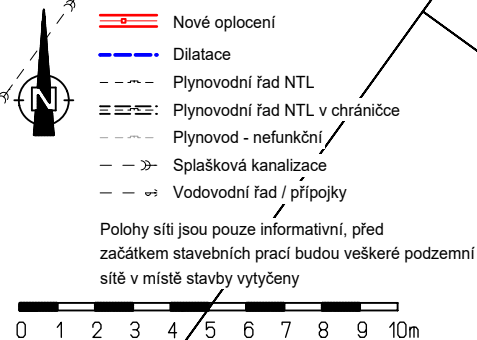 Nové oplocení
Dilatace
N
Plynovodní řad NTL
Plynovodní řad NTL v chráničce
Plynovod - nefunkční
Splašková kanalizace
Vodovodní řad / přípojky
Polohy síti jsou pouze informativní, před
začátkem stavebních prací budou veškeré podzemní
sítě v místě stavby vytyčeny
0 1 2 3 4 5 6 7 8 9 10m